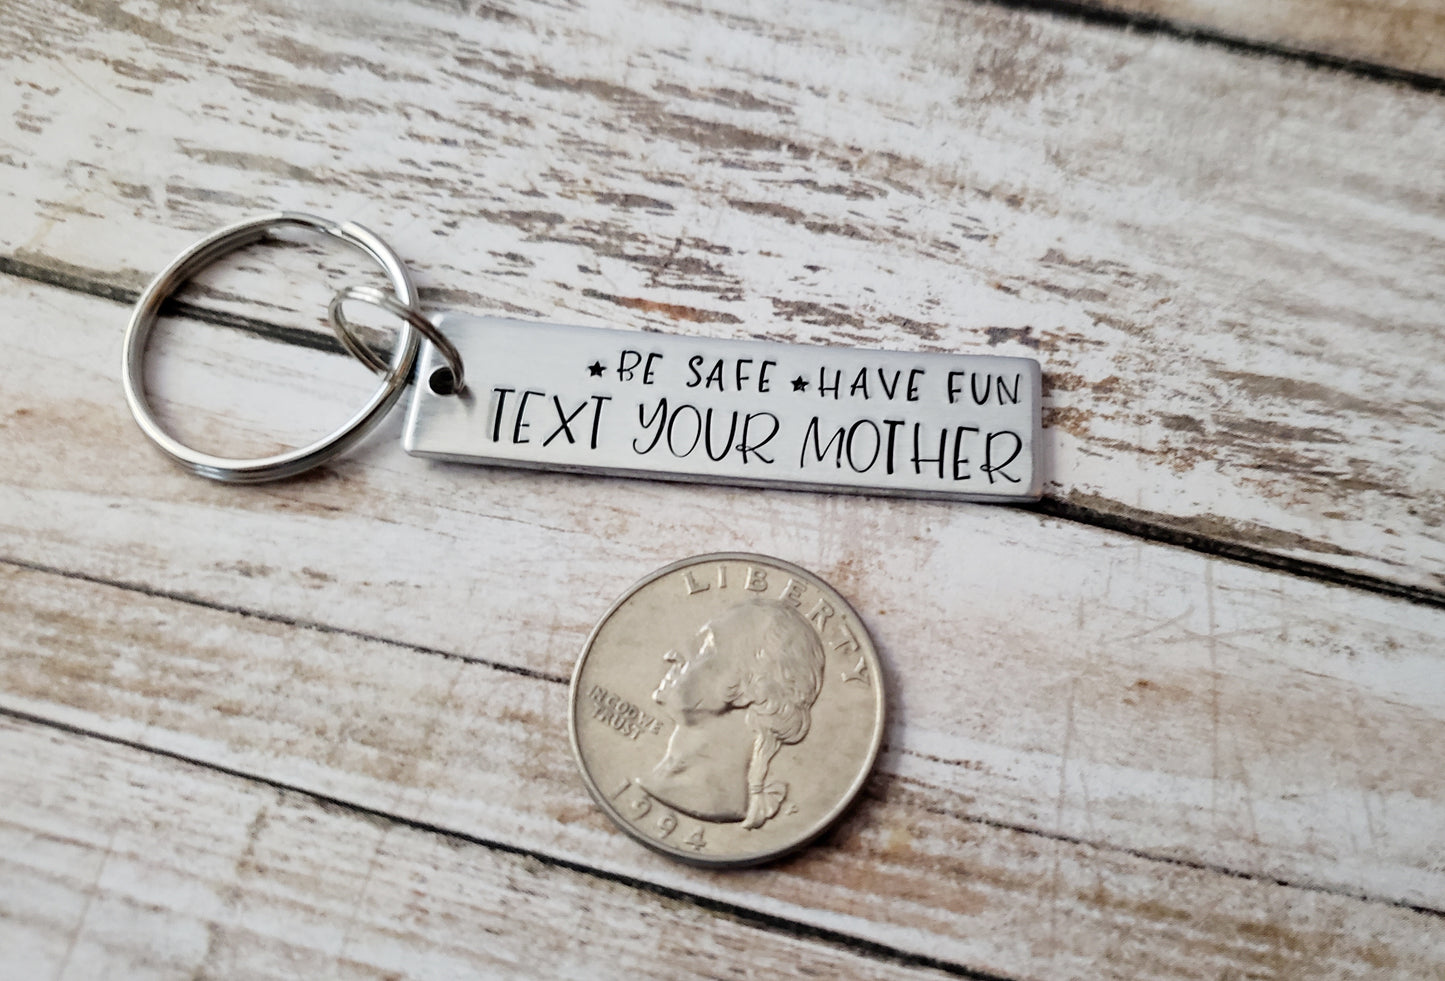 ★BE SAFE ★HAVE FUN
TEXT YOUR MOTHER
LIBERTY
IN GOD WE
TRUST
1994
P